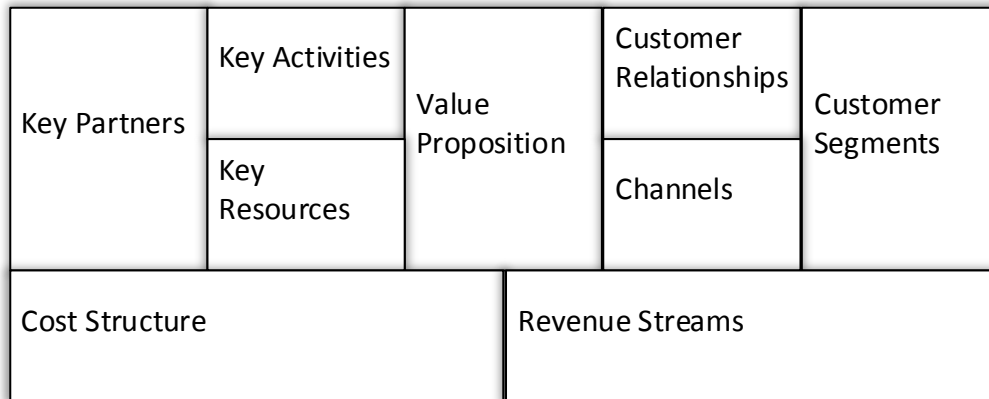 Key Partners
Key Activities
Key
Resources
Value
Proposition
Customer
Relationships
Channels
Customer
Segments
Cost Structure
Revenue Streams